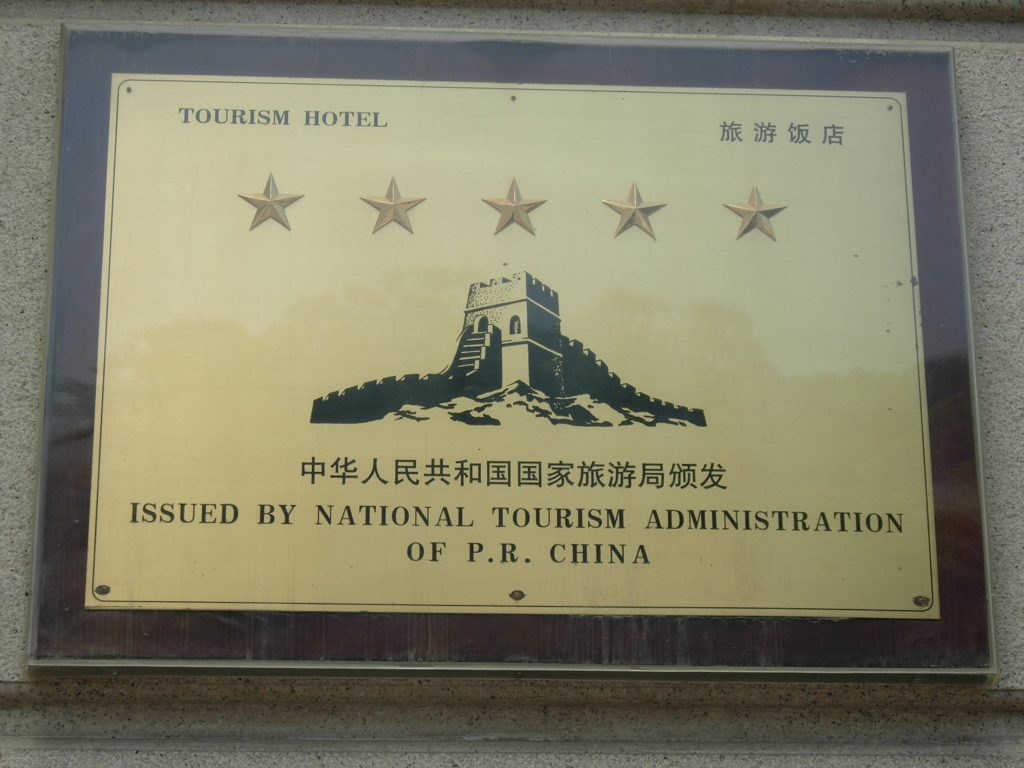 TOURISM HOTEL
旅游饭店
中华人民共和国国家旅游局颁发
ISSUED BY NATIONAL TOURISM ADMINISTRATION
OF P.R. CHINA